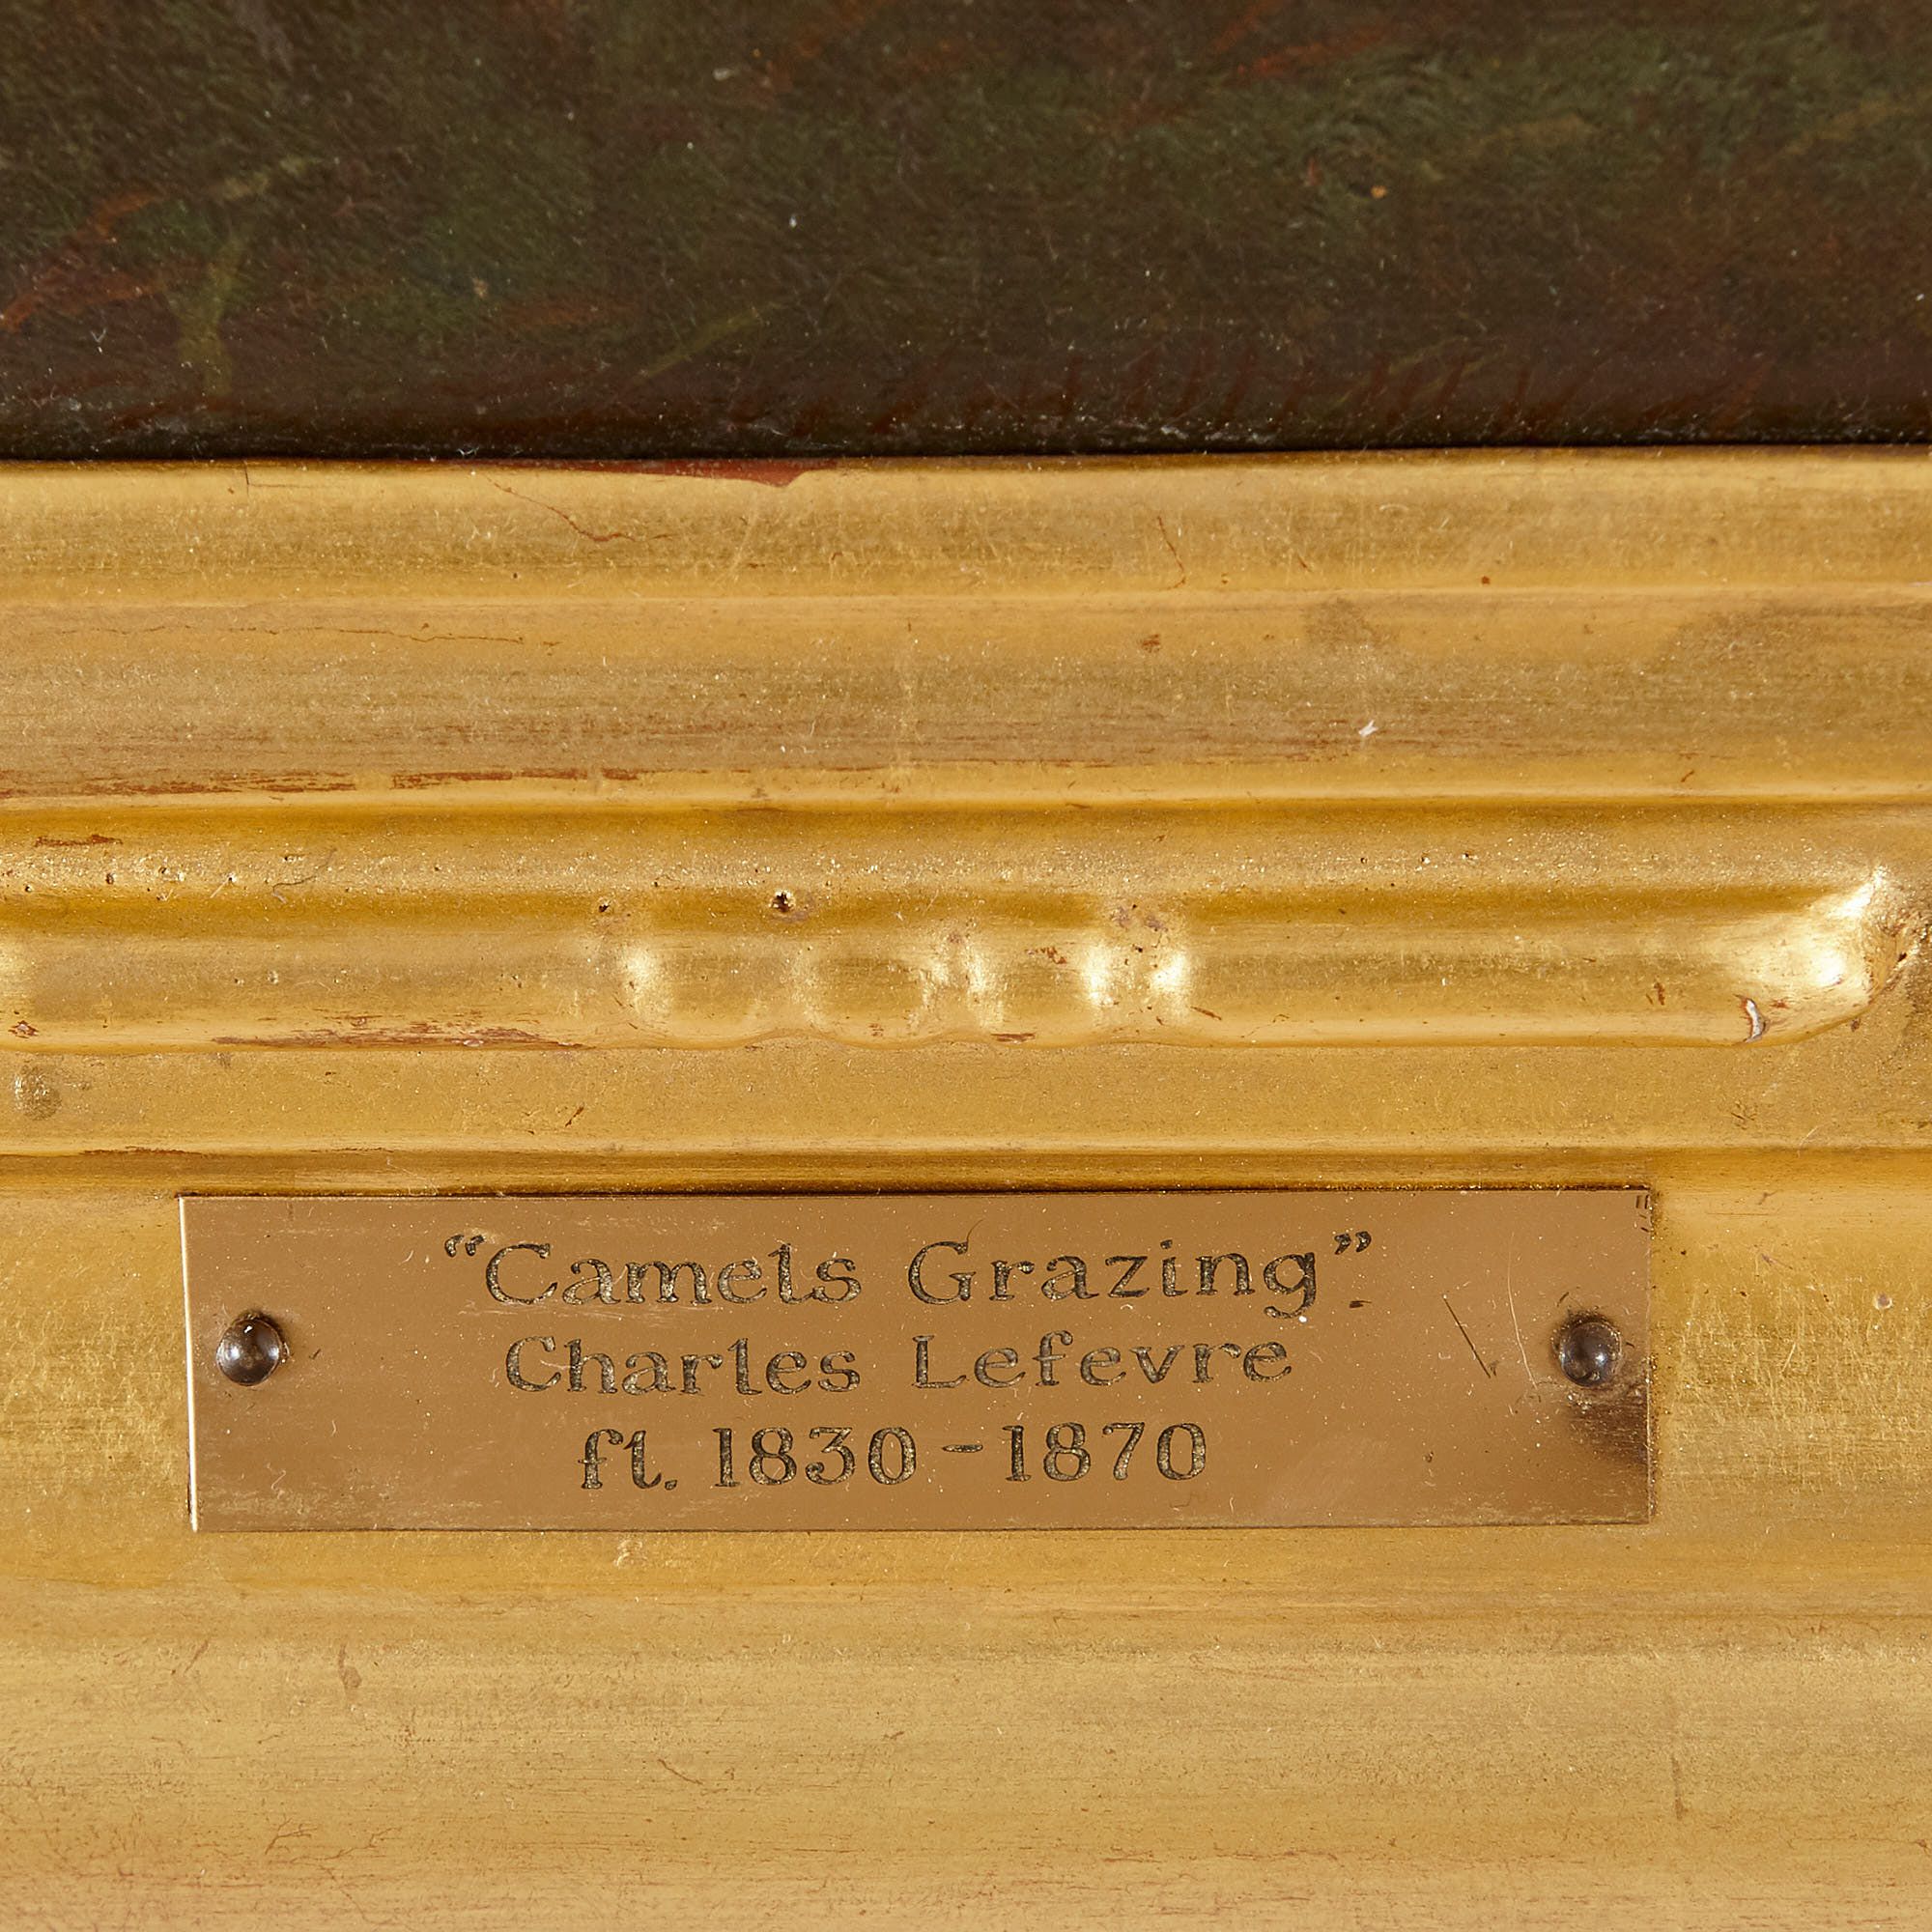 “Camels Grazing”.
Charles Lefevre
fl. 1830-1870